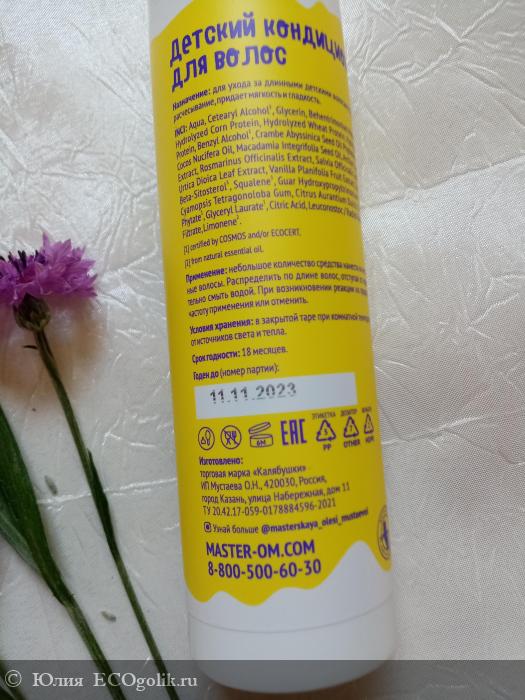 Детский кондици
для волос
Назначение: для ухода за длинными детскими
расчесывание, придает мягкость и гладкость.
INCI: Aqua, Cetearyl Alcohol¹, Glycerin,
Hydrolyzed Corn Protein, Hydrolyzed Wheat Protein
Protein, Benzyl Alcohol¹, Crambe Abyssinica Seed Oil
Cocos Nucifera Oil, Macadamia Integrifolia Seed Oil,
Extract, Rosmarinus Officinalis Extract, Salvia
Urtica Dioica Leaf Extract, Vanilla Planifolia Fruit
Beta-Sitosterol¹, Squalene¹, Guar
Cyamopsis Tetragonoloba Gum, Citrus Aurantium
Phytate¹, Glyceryl Laurate¹, Citric Acid, Leuconostoc / Radish
Filtrate, Limonene².
[1] certified by COSMOS and/or ECOCERT.
[2] from natural essential oil.
Применение: небольшое количество средства
ные волосы. Распределить по длине волос,
тельно смыть водой. При возникновении реакции
частоту применения или отменить.
Условия хранения: в закрытой таре при комнатной
от источников света и тепла.
Срок годности: 18 месяцев.
Годен до (номер партии):
11.11.2023
6M EAC ЭТИКЕТКА 5 PP ДОЗАТОР 7 OTHER
Изготовлено:
торговая марка «Калябушки»
ИП Мустаева О.Н., 420030, Россия,
город Казань, улица Набережная, дом 11
ТУ 20.42.17-059-0178884596-2021
Узнай больше @masterskaya_olesi_mustaevoi
MASTER-OM.COM
8-800-500-60-30
© Юлия ECOgolik.ru